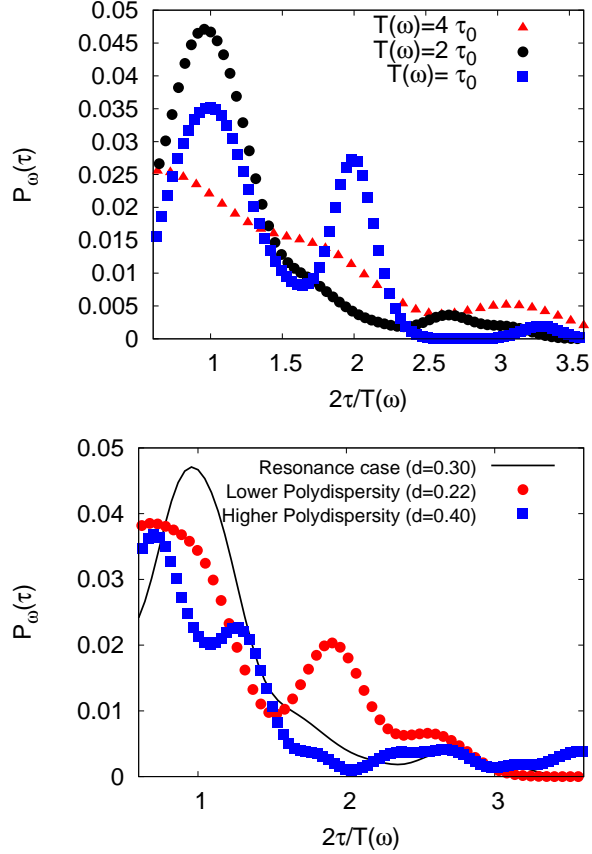 0.05
0.045
0.04
0.035
0.03
0.025
0.02
0.015
0.01
0.005
0
P_ω(τ)
T(ω)=4 τ₀
T(ω)=2 τ₀
T(ω)= τ₀
1 1.5 2 2.5 3 3.5
2τ/T(ω)
0.05
0.04
0.03
0.02
0.01
0
P_ω(τ)
Resonance case (d=0.30)
Lower Polydispersity (d=0.22)
Higher Polydispersity (d=0.40)
1 2 3
2τ/T(ω)